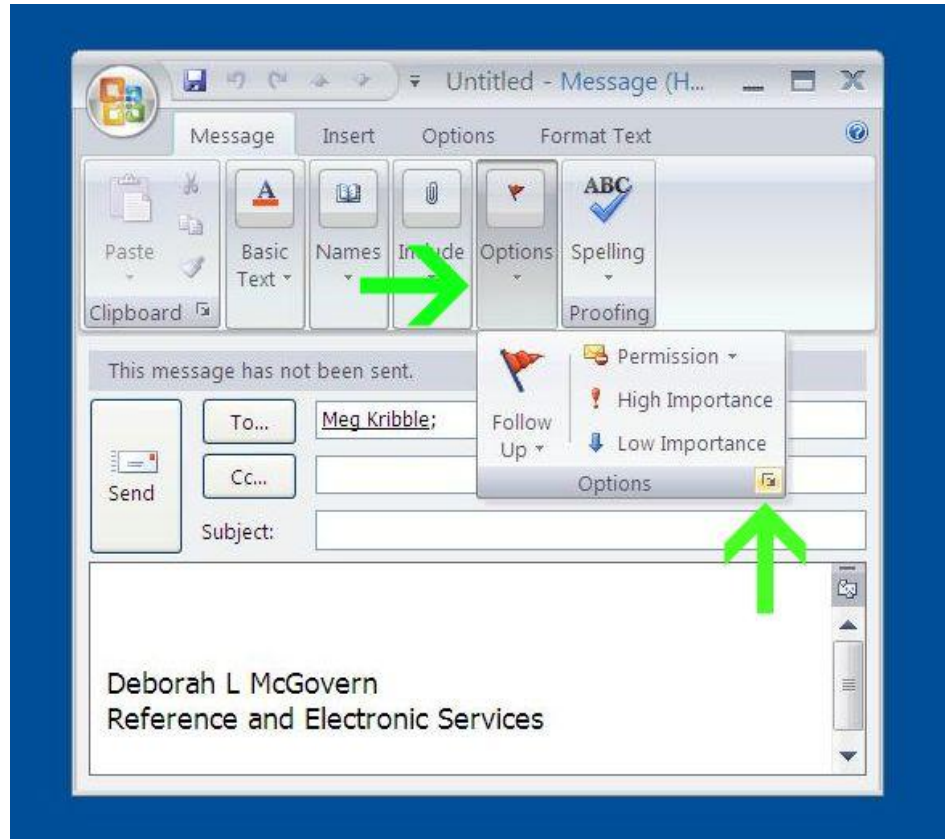 Untitled - Message (H...
Message Insert Options Format Text
ABC
Paste
Basic Text
Names
Include
Options
Spelling
Clipboard
Proofing
This message has not been sent.
Follow Up
Permission
High Importance
Low Importance
Options
Send
To... Meg Kribble;
Cc...
Subject:
Deborah L McGovern
Reference and Electronic Services